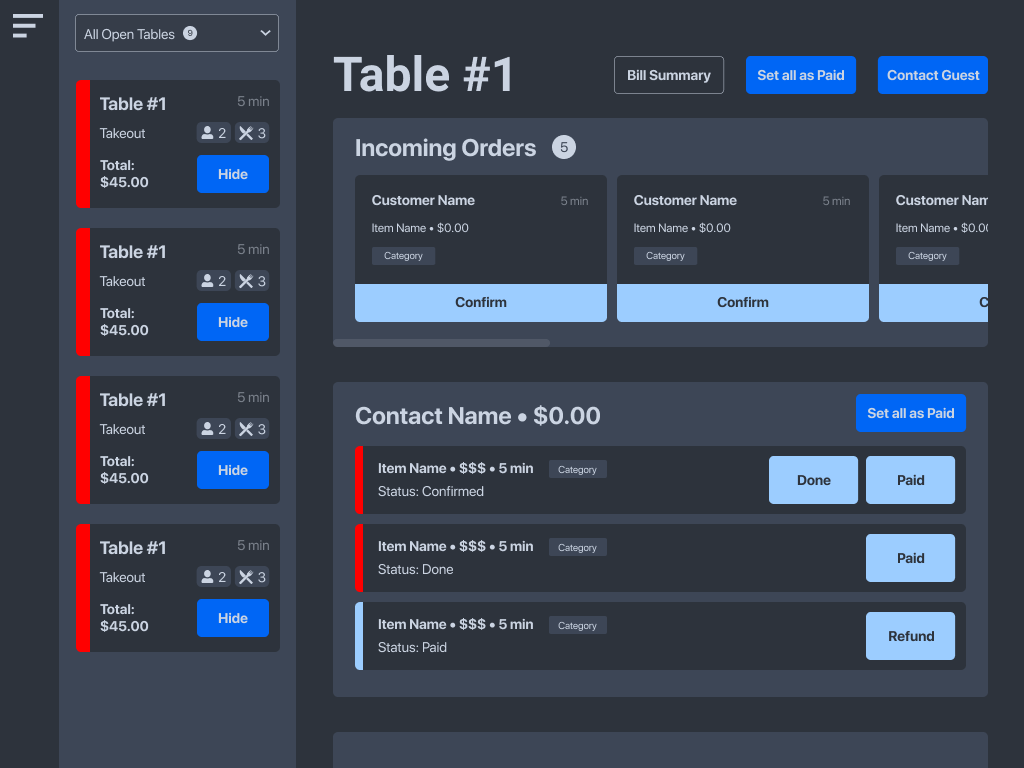 All Open Tables 9
Table #1 5 min
Takeout 2 3
Total:
$45.00
Hide
Table #1 5 min
Takeout 2 3
Total:
$45.00
Hide
Table #1 5 min
Takeout 2 3
Total:
$45.00
Hide
Table #1 5 min
Takeout 2 3
Total:
$45.00
Hide
Table #1
Bill Summary
Set all as Paid
Contact Guest
Incoming Orders 5
Customer Name 5 min
Item Name • $0.00
Category
Confirm
Customer Name 5 min
Item Name • $0.00
Category
Confirm
Customer Nam
Item Name • $0.00
Category
C
Contact Name • $0.00
Set all as Paid
Item Name • $$$ • 5 min Category
Status: Confirmed
Done
Paid
Item Name • $$$ • 5 min Category
Status: Done
Paid
Item Name • $$$ • 5 min Category
Status: Paid
Refund